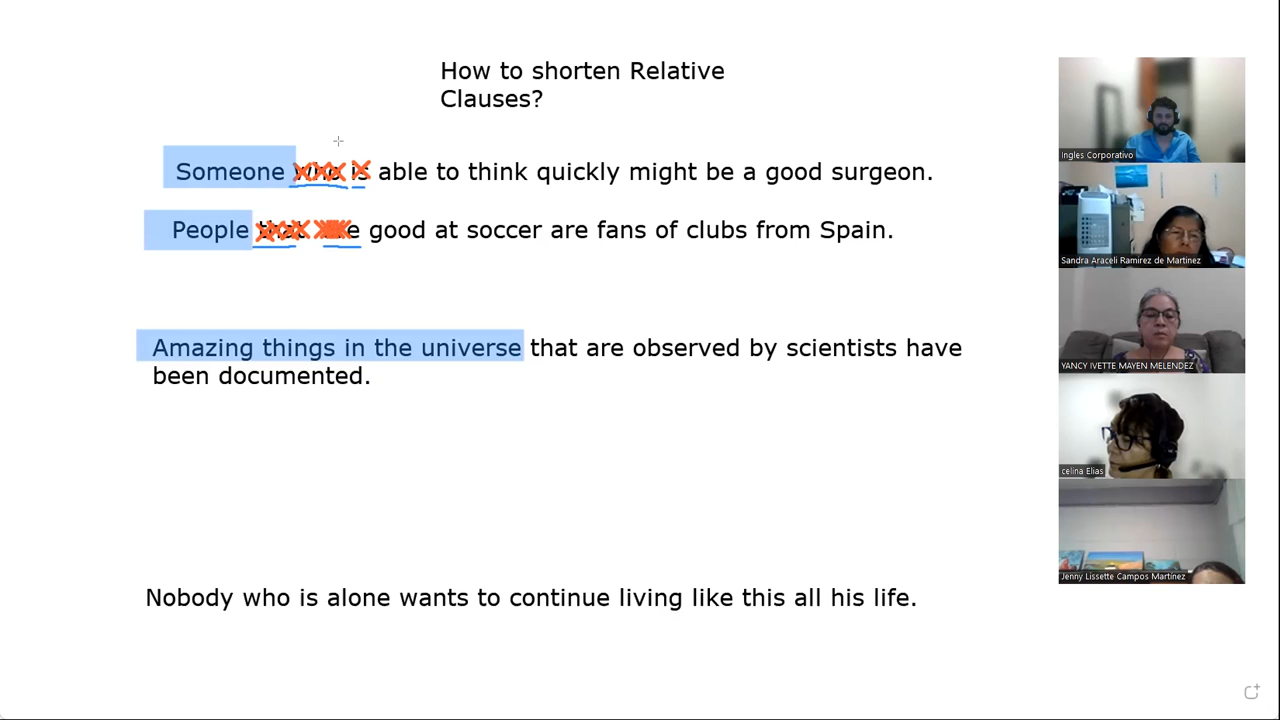 How to shorten Relative
Clauses?
Someone who is able to think quickly might be a good surgeon.
People that are good at soccer are fans of clubs from Spain.
Amazing things in the universe that are observed by scientists have
been documented.
Nobody who is alone wants to continue living like this all his life.
Ingles Corporativo
Sandra Araceli Ramirez de Martinez
YANCY IVETTE MAYEN MELENDEZ
celina Elias
Jenny Lissette Campos Martínez